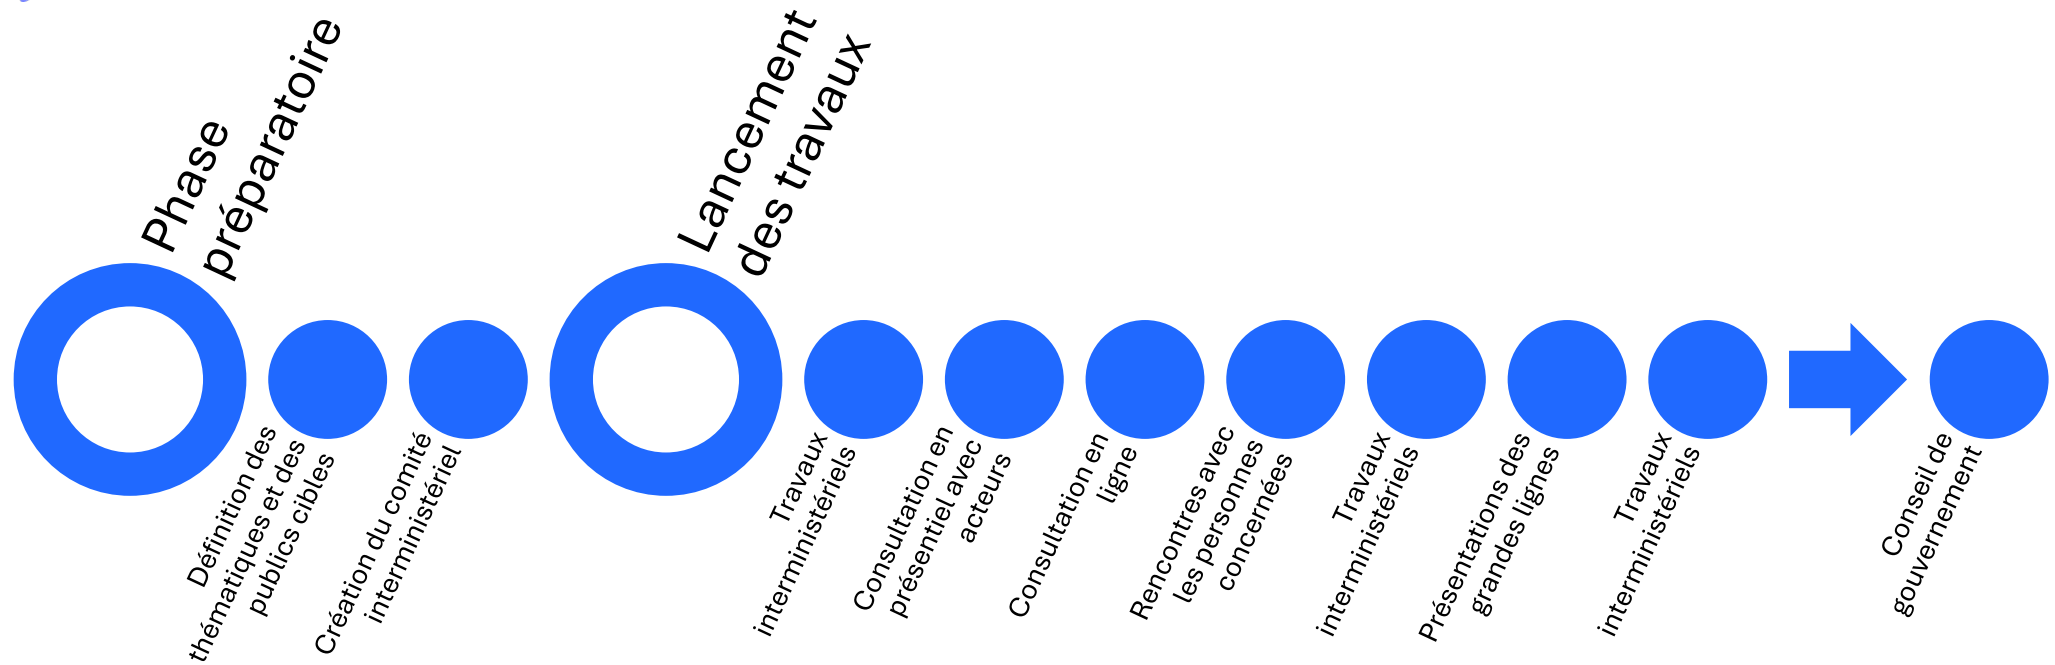 Phase
préparatoire
Définition des
thématiques et des
publics cibles
Création du comité
interministériel
Lancement
des travaux
Travaux
interministériels
Consultation en
présentiel avec
acteurs
Consultation en
ligne
Rencontres avec
les personnes
concernées
Travaux
interministériels
Présentations des
grandes lignes
Travaux
interministériels
Conseil de
gouvernement